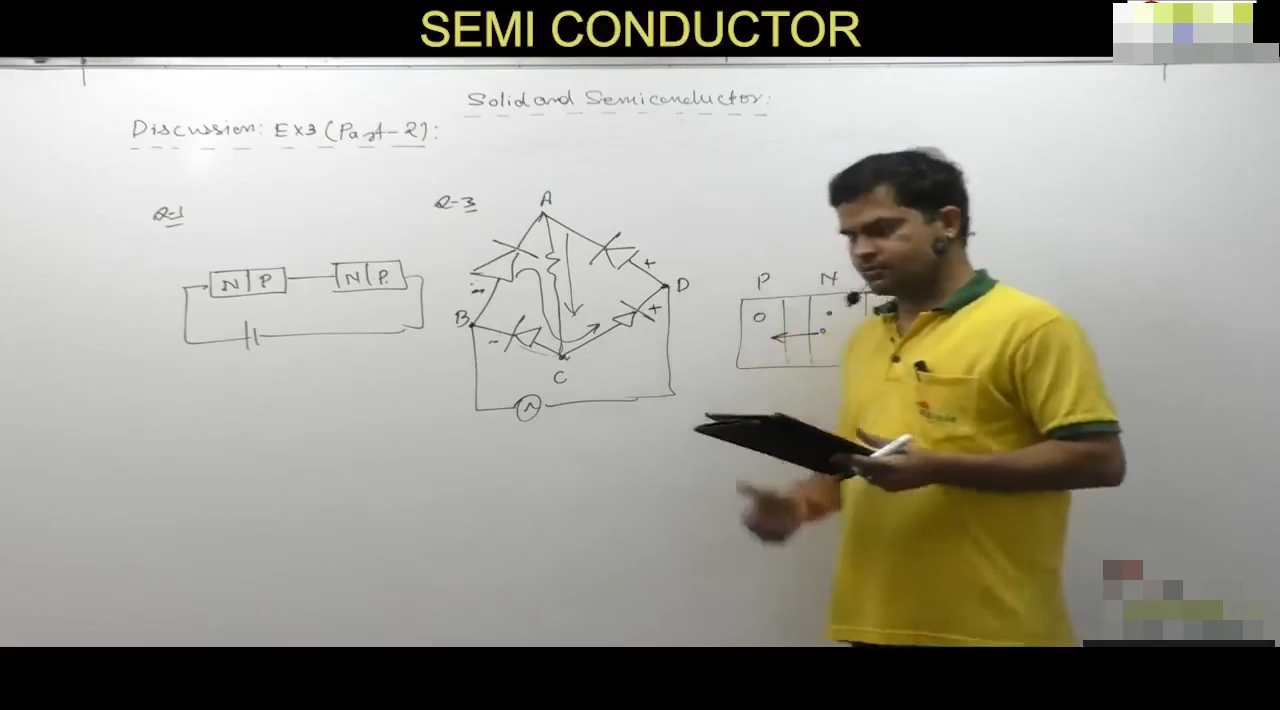 SEMI CONDUCTOR
Solid and Semiconductor:
Discussion: Ex3 (Part-2):
Q-1
N P
N P
Q-3
A
B
C
D
+
+
-
P N